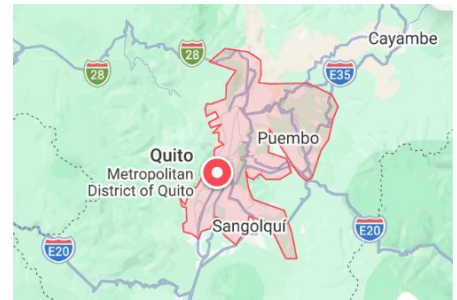 Cayambe
28
28
E35
Puembo
Quito
Metropolitan
District of Quito
Sangolquí
E20
E20